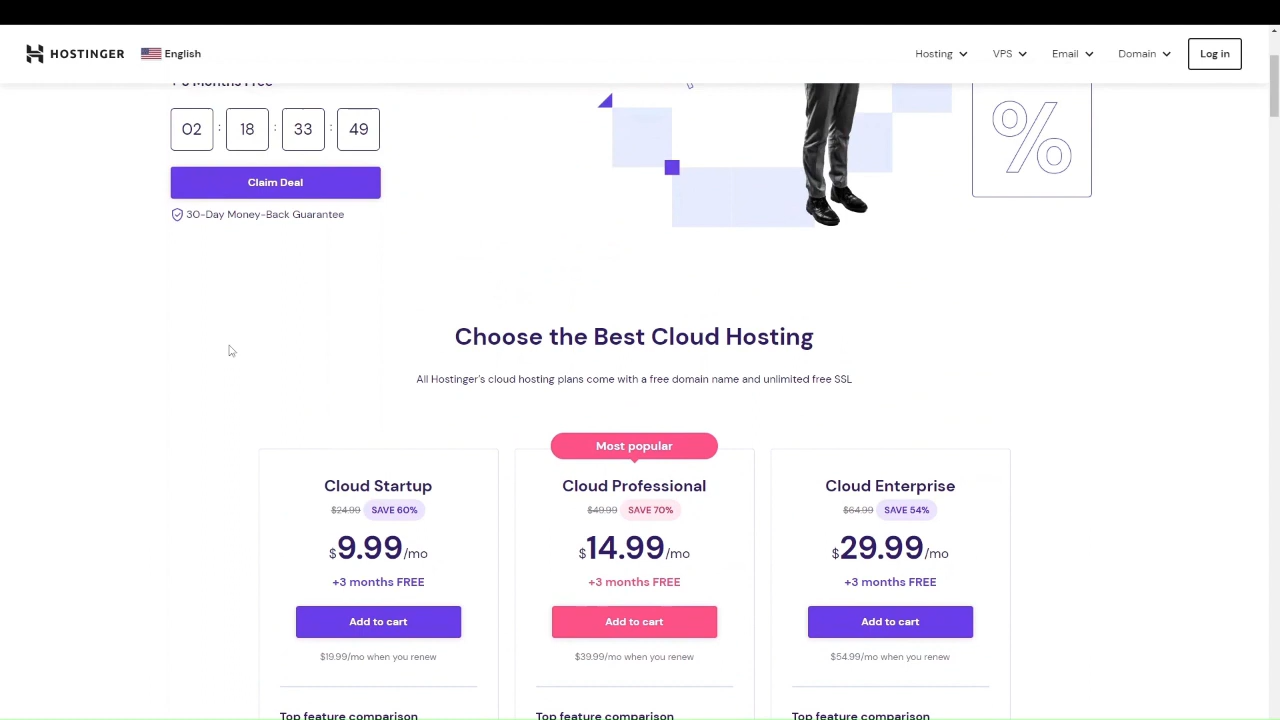 HOSTINGER English Hosting VPS Email Domain Log in
+ 3 Months Free
02 : 18 : 33 : 49
%
Claim Deal
30-Day Money-Back Guarantee
Choose the Best Cloud Hosting
All Hostinger's cloud hosting plans come with a free domain name and unlimited free SSL
Most popular
Cloud Startup
$24.99 SAVE 60%
$9.99/mo
+3 months FREE
Add to cart
$19.99/mo when you renew
Top feature comparison
Cloud Professional
$49.99 SAVE 70%
$14.99/mo
+3 months FREE
Add to cart
$39.99/mo when you renew
Top feature comparison
Cloud Enterprise
$64.99 SAVE 54%
$29.99/mo
+3 months FREE
Add to cart
$54.99/mo when you renew
Top feature comparison